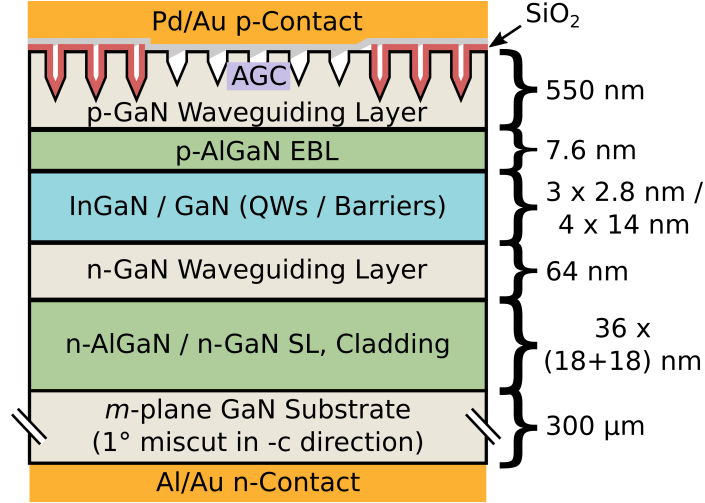 Pd/Au p-Contact
SiO₂
AGC
p-GaN Waveguiding Layer
550 nm
p-AlGaN EBL
7.6 nm
InGaN / GaN (QWs / Barriers)
3 x 2.8 nm /
4 x 14 nm
n-GaN Waveguiding Layer
64 nm
n-AlGaN / n-GaN SL, Cladding
36 x
(18+18) nm
m-plane GaN Substrate
(1° miscut in -c direction)
300 µm
Al/Au n-Contact